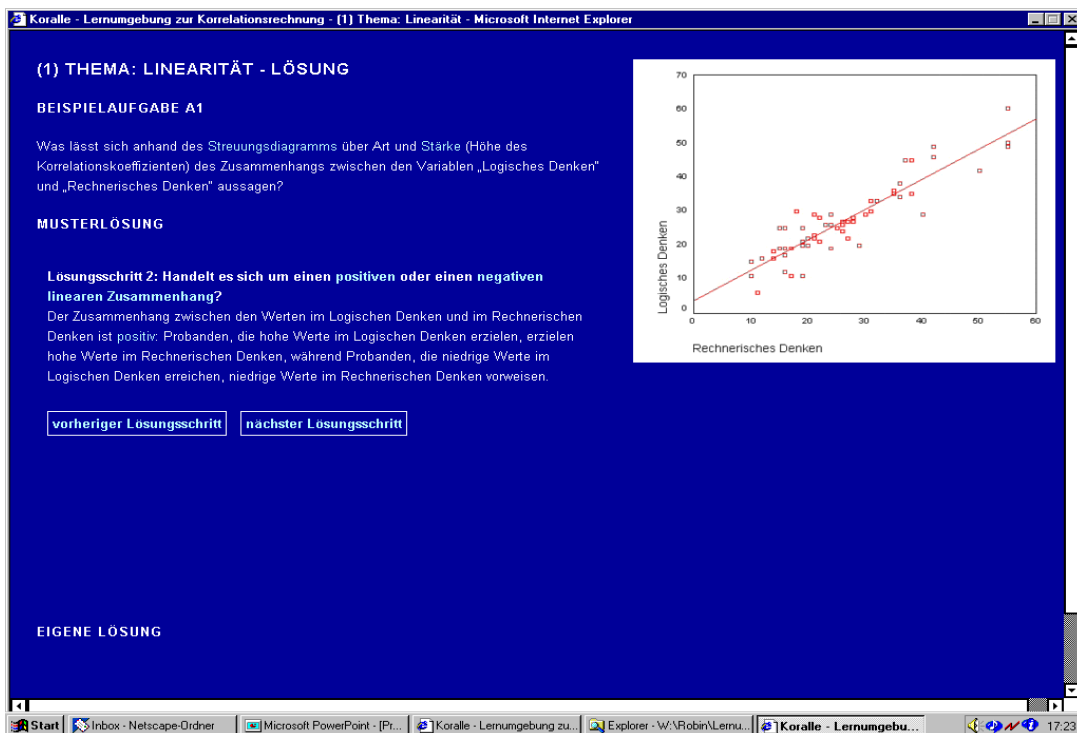 Koralle - Lernumgebung zur Korrelationsrechnung - (1) Thema: Linearität - Microsoft Internet Explorer
(1) THEMA: LINEARITÄT - LÖSUNG
BEISPIELAUFGABE A1
Was lässt sich anhand des Streuungsdiagramms über Art und Stärke (Höhe des
Korrelationskoeffizienten) des Zusammenhangs zwischen den Variablen „Logisches Denken"
und „Rechnerisches Denken" aussagen?
MUSTERLÖSUNG
Lösungsschritt 2: Handelt es sich um einen positiven oder einen negativen
linearen Zusammenhang?
Der Zusammenhang zwischen den Werten im Logischen Denken und im Rechnerischen
Denken ist positiv: Probanden, die hohe Werte im Logischen Denken erzielen, erzielen
hohe Werte im Rechnerischen Denken, während Probanden, die niedrige Werte im
Logischen Denken erreichen, niedrige Werte im Rechnerischen Denken vorweisen.
vorheriger Lösungsschritt
nächster Lösungsschritt
70
60
50
40
30
20
10
0
Logisches Denken
0 10 20 30 40 50 60
Rechnerisches Denken
EIGENE LÖSUNG
Start
Inbox - Netscape-Ordner
Microsoft PowerPoint - [Pr...
Koralle - Lernumgebung zu...
Explorer - W:\Robin\Lernu...
Koralle - Lernumgebu...
17:23